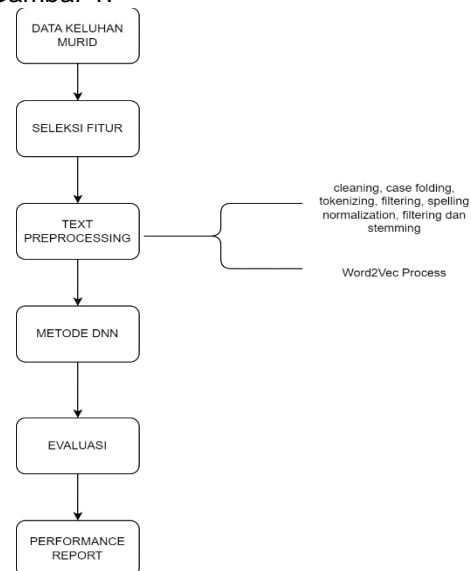 Gambar 1.
DATA KELUHAN
MURID
SELEKSI FITUR
TEXT
PREPROCESSING
cleaning, case folding,
tokenizing, filtering, spelling
normalization, filtering dan
stemming
Word2Vec Process
METODE DNN
EVALUASI
PERFORMANCE
REPORT